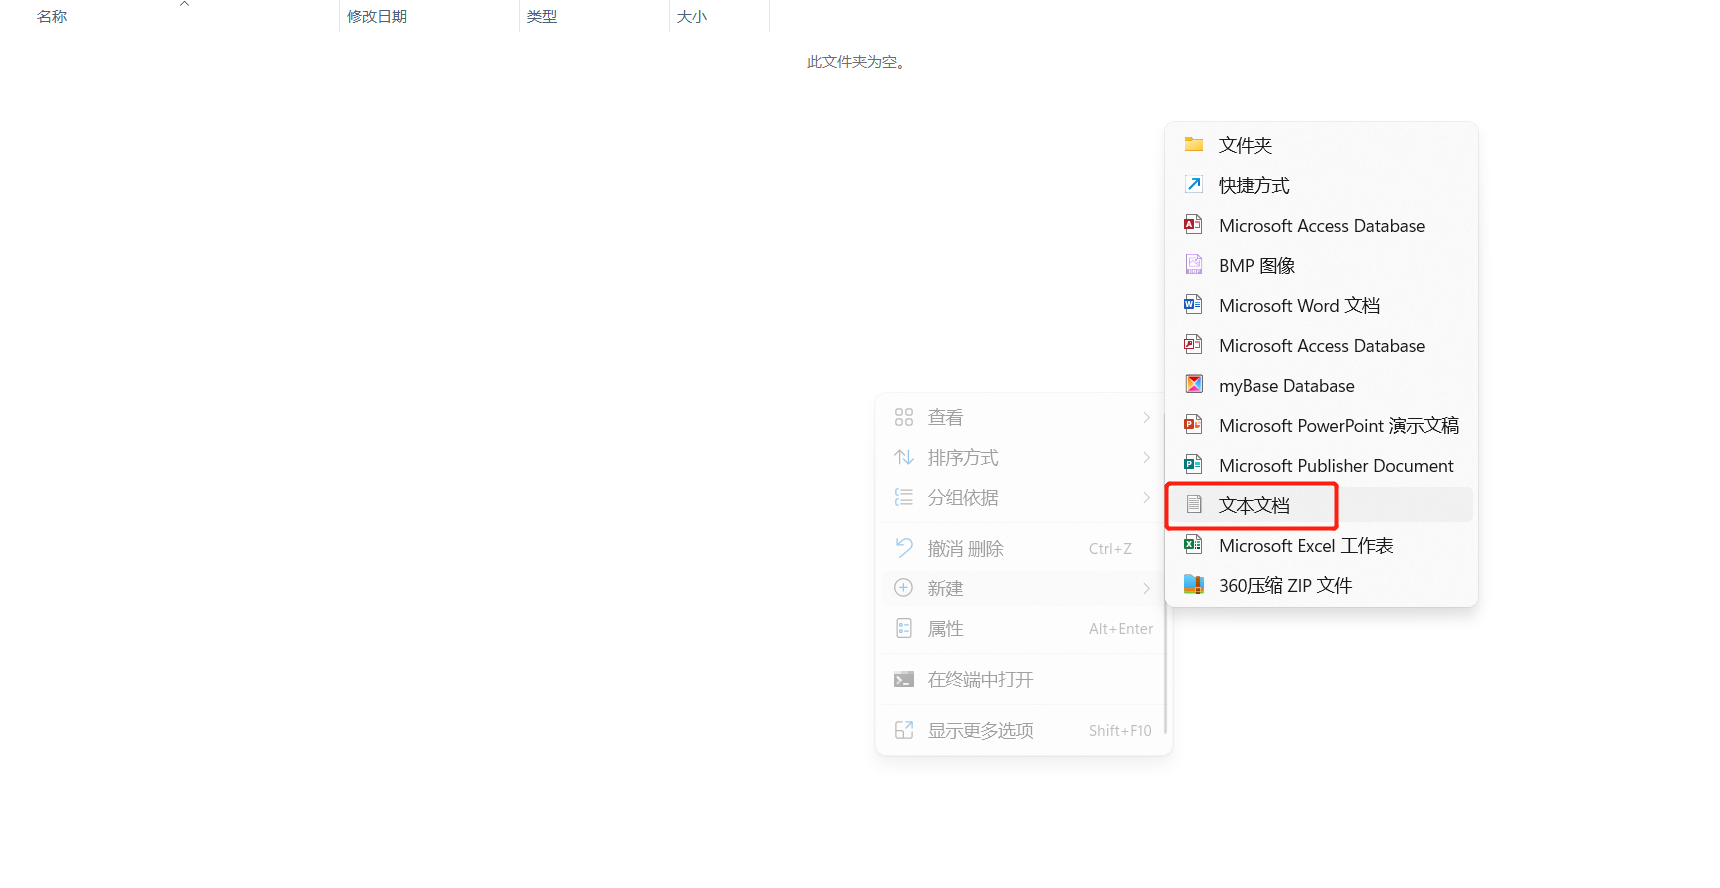 名称 修改日期 类型 大小
此文件夹为空。
文件夹
快捷方式
Microsoft Access Database
BMP 图像
Microsoft Word 文档
Microsoft Access Database
myBase Database
Microsoft PowerPoint 演示文稿
Microsoft Publisher Document
文本文档
Microsoft Excel 工作表
360压缩 ZIP 文件
查看
排序方式
分组依据
撤消 删除 Ctrl+Z
新建
属性 Alt+Enter
在终端中打开
显示更多选项 Shift+F10